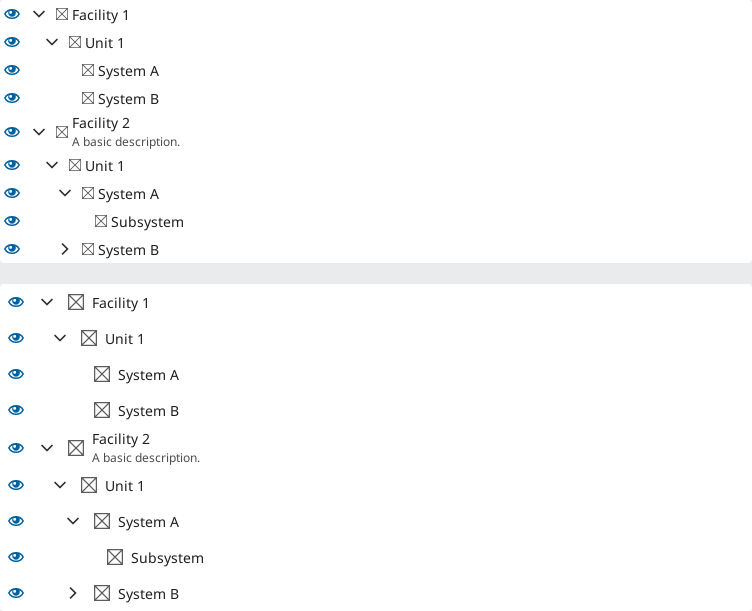 Facility 1
Unit 1
System A
System B
Facility 2
A basic description.
Unit 1
System A
Subsystem
System B
Facility 1
Unit 1
System A
System B
Facility 2
A basic description.
Unit 1
System A
Subsystem
System B